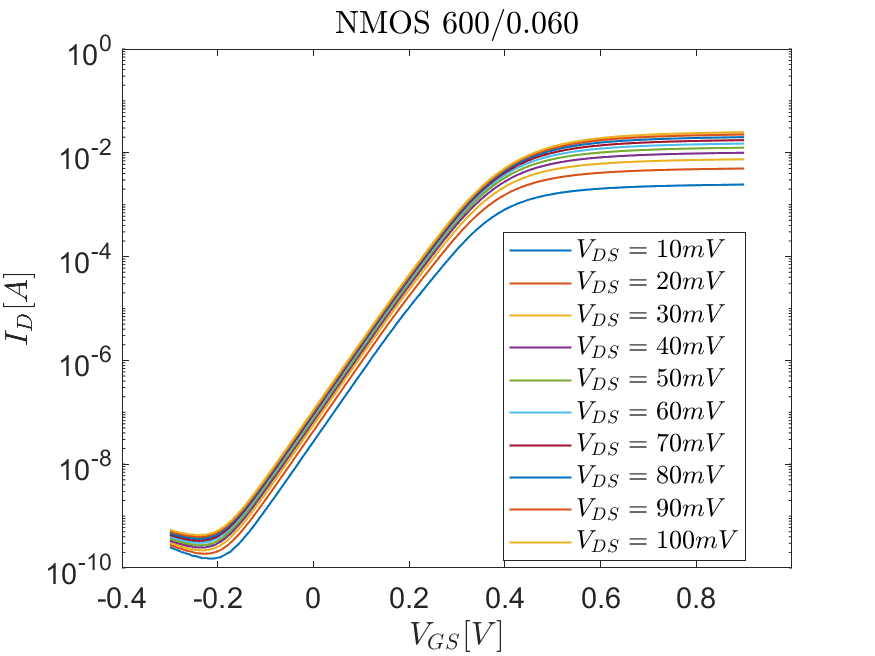 NMOS 600/0.060
10^0
10^-2
10^-4
10^-6
10^-8
10^-10
I_D[A]
-0.4 -0.2 0 0.2 0.4 0.6 0.8
V_GS[V]
V_DS = 10mV
V_DS = 20mV
V_DS = 30mV
V_DS = 40mV
V_DS = 50mV
V_DS = 60mV
V_DS = 70mV
V_DS = 80mV
V_DS = 90mV
V_DS = 100mV